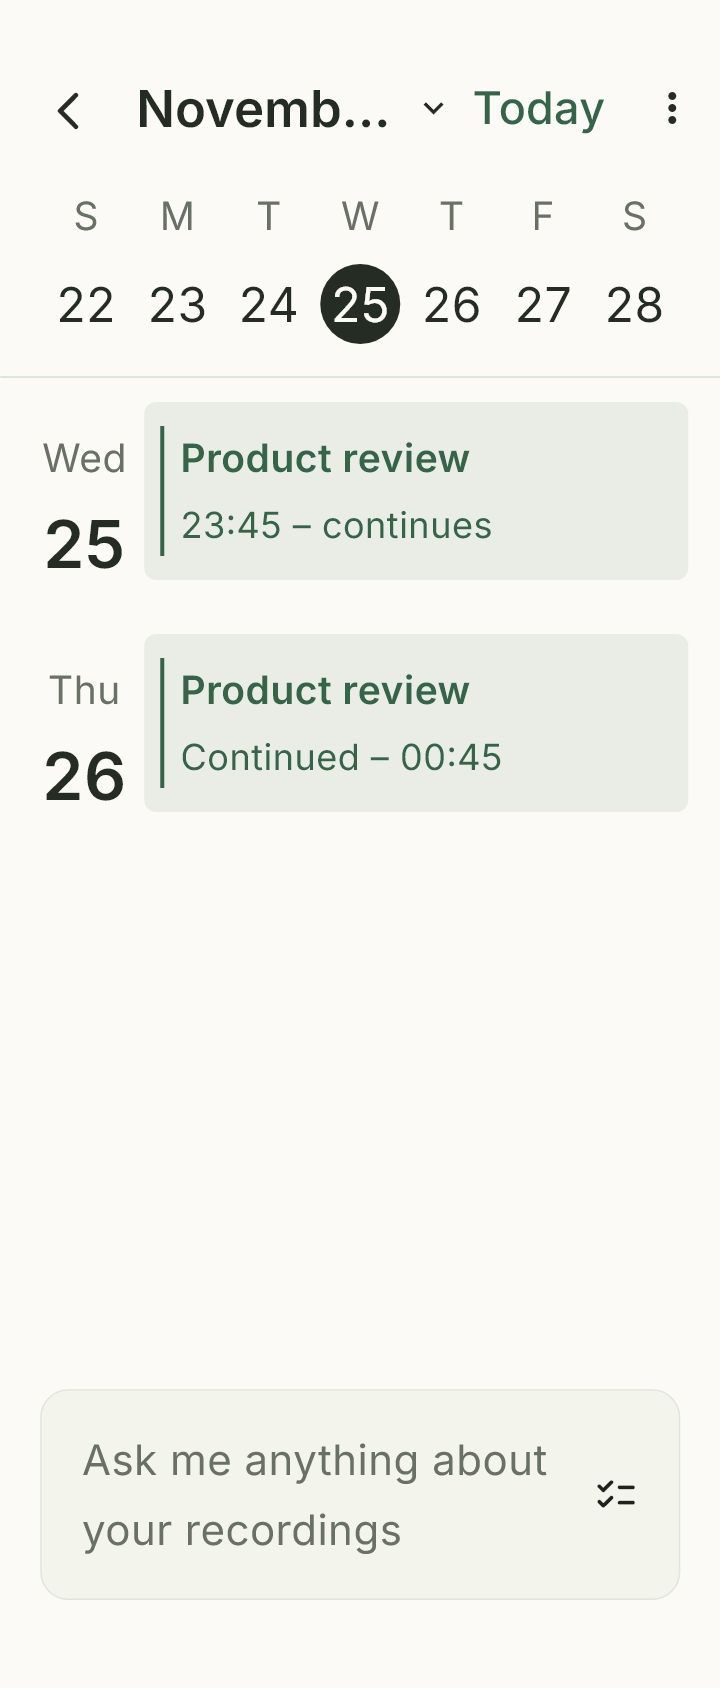 Novemb... Today
S M T W T F S
22 23 24 25 26 27 28
Wed
25
Product review
23:45 – continues
Thu
26
Product review
Continued – 00:45
Ask me anything about
your recordings